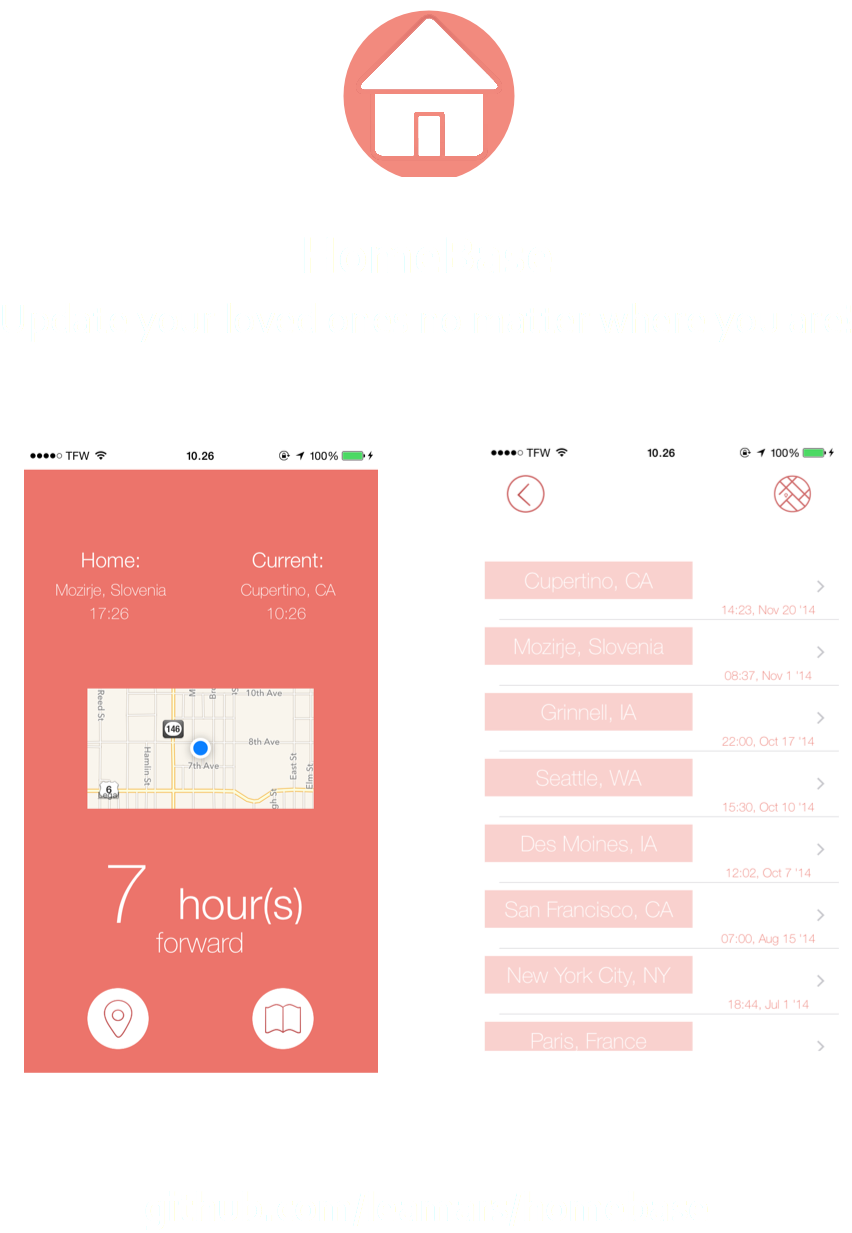 TFW 10.26 100%
Home: Current:
Mozirje, Slovenia Cupertino, CA
17:26 10:26
Reed St
M
Bro
St
10th Ave
146
8th Ave
Hamlin St
7th Ave
East St
Elm St
6
Legal
gh St
7 hour(s)
forward
TFW 10.26 100%
Cupertino, CA
14:23, Nov 20 '14
Mozirje, Slovenia
08:37, Nov 1 '14
Grinnell, IA
22:00, Oct 17 '14
Seattle, WA
15:30, Oct 10 '14
Des Moines, IA
12:02, Oct 7 '14
San Francisco, CA
07:00, Aug 15 '14
New York City, NY
18:44, Jul 1 '14
Paris, France